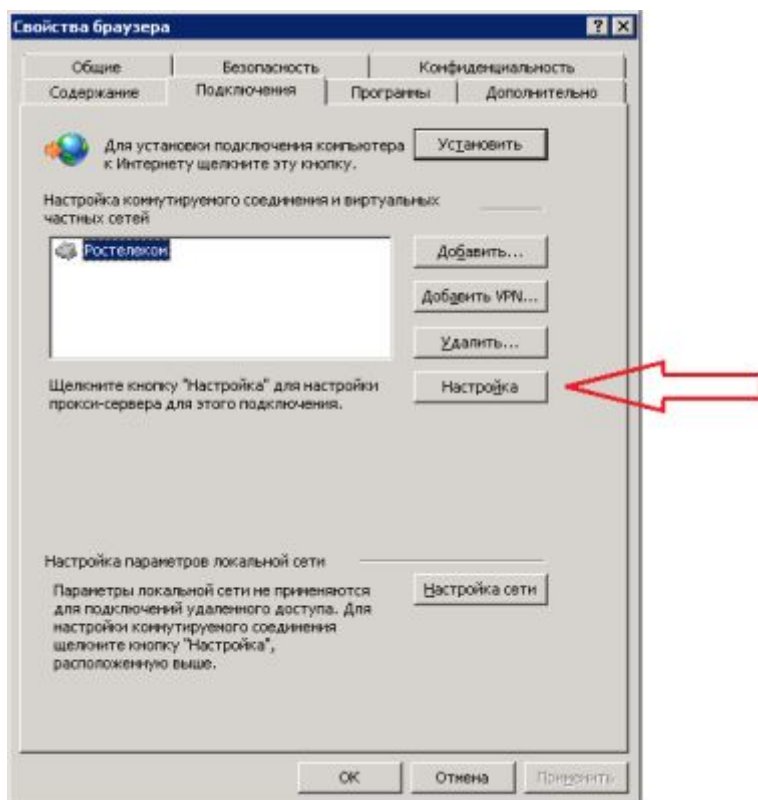 Свойства браузера
Общие
Безопасность
Конфиденциальность
Содержание
Подключения
Программы
Дополнительно
Для установки подключения компьютера
к Интернету щелкните эту кнопку.
Установить
Настройка коммутируемого соединения и виртуальных
частных сетей
Ростелеком
Добавить...
Добавить VPN...
Удалить...
Щелкните кнопку "Настройка" для настройки
прокси-сервера для этого подключения.
Настройка
Настройка параметров локальной сети
Параметры локальной сети не применяются
для подключений удаленного доступа. Для
настройки коммутируемого соединения
щелкните кнопку "Настройка",
расположенную выше.
Настройка сети
OK
Отмена
Применить